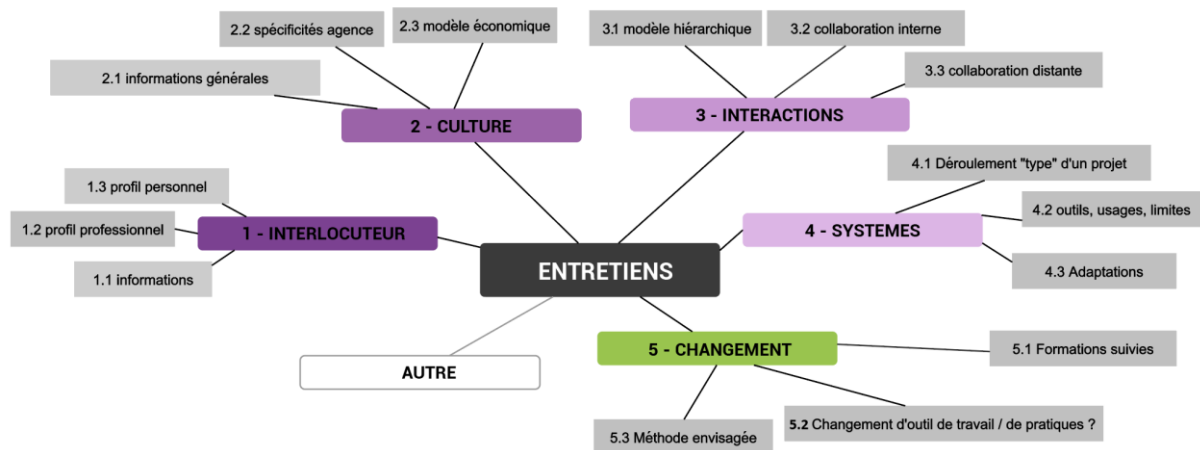 2.3 modèle économique
2.2 spécificités agence
2.1 informations générales
2 - CULTURE
3.1 modèle hiérarchique
3.2 collaboration interne
3.3 collaboration distante
3 - INTERACTIONS
1.3 profil personnel
1.2 profil professionnel
1.1 informations
1 - INTERLOCUTEUR
4.1 Déroulement "type" d'un projet
4.2 outils, usages, limites
4.3 Adaptations
4 - SYSTEMES
ENTRETIENS
5 - CHANGEMENT
5.1 Formations suivies
5.2 Changement d'outil de travail / de pratiques ?
5.3 Méthode envisagée
AUTRE